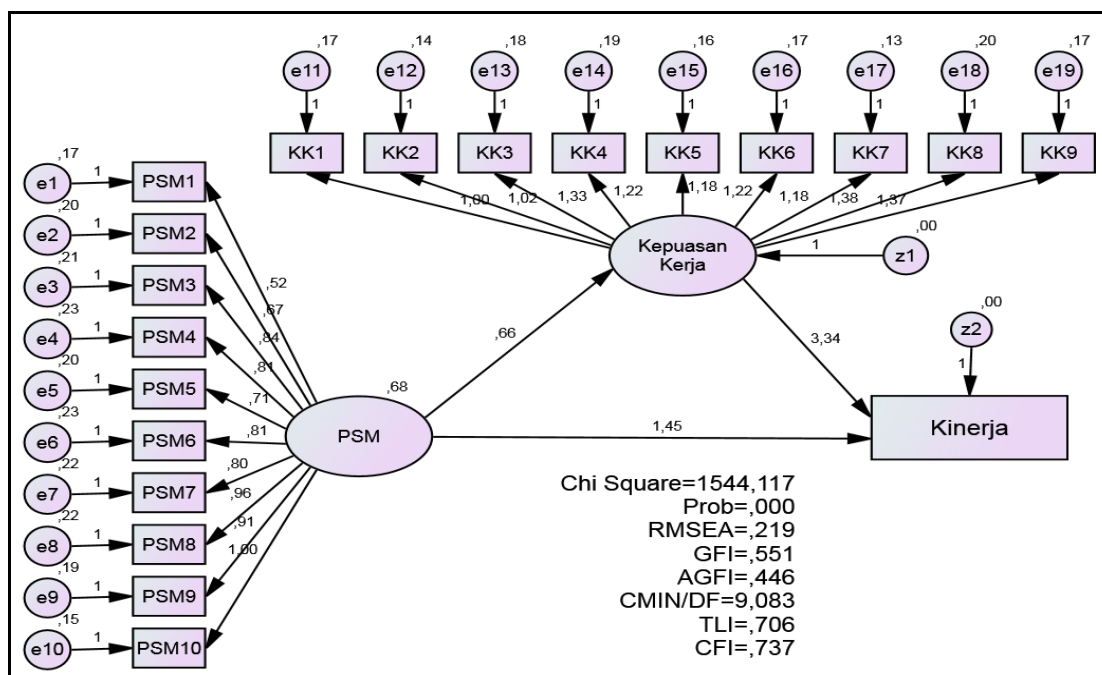 ,17 ,14 ,18 ,19 ,16 ,17 ,13 ,20 ,17
e11 e12 e13 e14 e15 e16 e17 e18 e19
1 1 1 1 1 1 1 1 1
KK1 KK2 KK3 KK4 KK5 KK6 KK7 KK8 KK9
1,00 1,02 1,33 1,22 1,18 1,22 1,18 1,38 1,37
Kepuasan
Kerja
1
,00
z1
,17
e1 1 PSM1
,20
e2 1 PSM2
,21
e3 1 PSM3
,23
e4 1 PSM4
,20
e5 1 PSM5
,23
e6 1 PSM6
,22
e7 1 PSM7
,22
e8 1 PSM8
,19
e9 1 PSM9
,15
e10 1 PSM10
,52
,67
,84
,81
,71
,81
,80
,96
,91
1,00
,68
PSM
,66
3,34
1,45
,00
z2
1
Kinerja
Chi Square=1544,117
Prob=,000
RMSEA=,219
GFI=,551
AGFI=,446
CMIN/DF=9,083
TLI=,706
CFI=,737